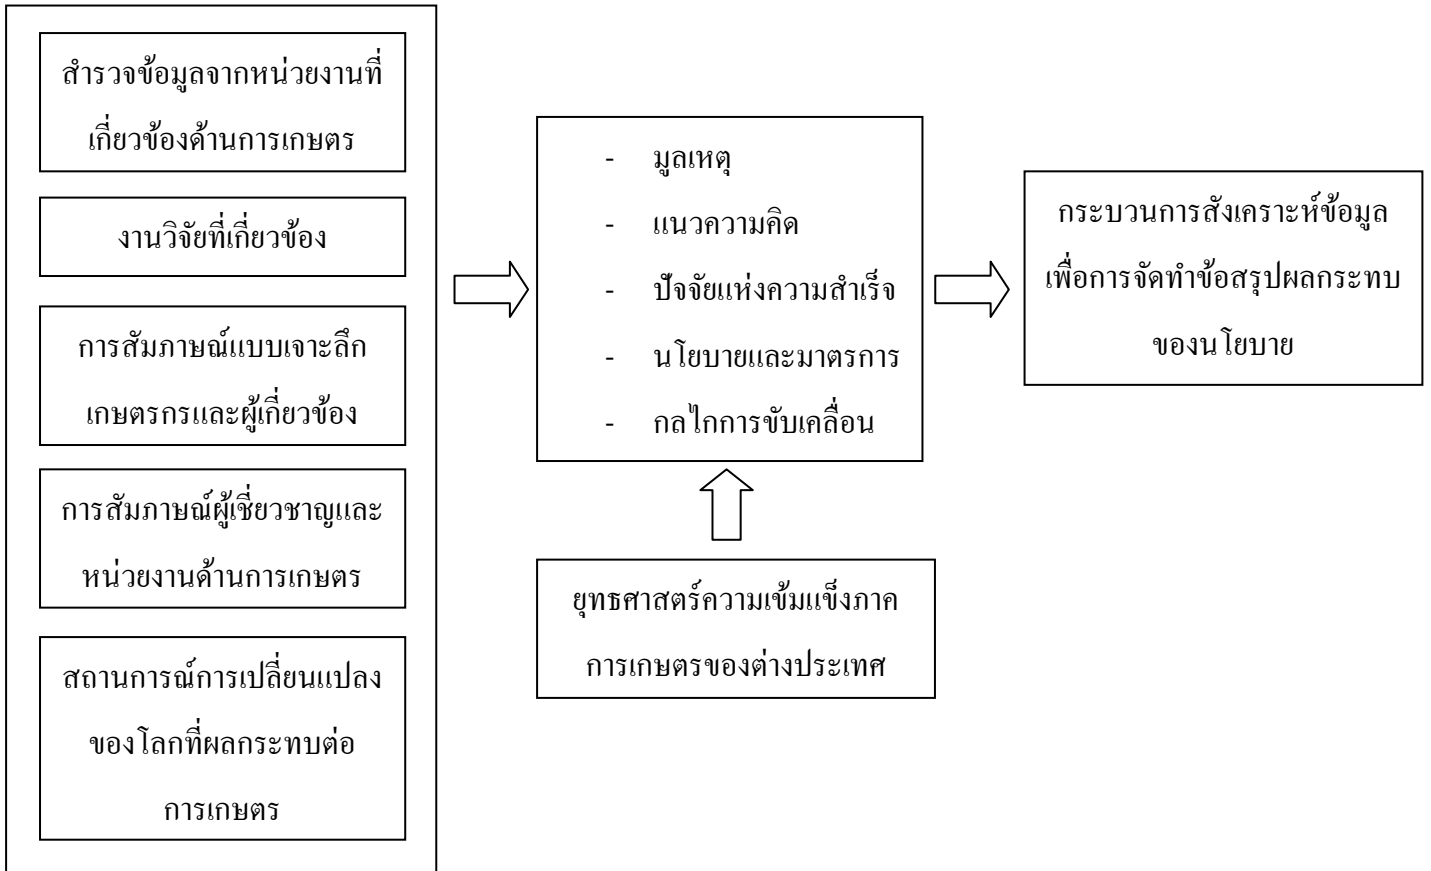 สำรวจข้อมูลจากหน่วยงานที่
เกี่ยวข้องด้านการเกษตร
งานวิจัยที่เกี่ยวข้อง
การสัมภาษณ์แบบเจาะลึก
เกษตรกรและผู้เกี่ยวข้อง
การสัมภาษณ์ผู้เชี่ยวชาญและ
หน่วยงานด้านการเกษตร
สถานการณ์การเปลี่ยนแปลง
ของโลกที่ผลกระทบต่อ
การเกษตร
- มูลเหตุ
- แนวความคิด
- ปัจจัยแห่งความสำเร็จ
- นโยบายและมาตรการ
- กลไกการขับเคลื่อน
ยุทธศาสตร์ความเข้มแข็งภาค
การเกษตรของต่างประเทศ
กระบวนการสังเคราะห์ข้อมูล
เพื่อการจัดทำข้อสรุปผลกระทบ
ของนโยบาย